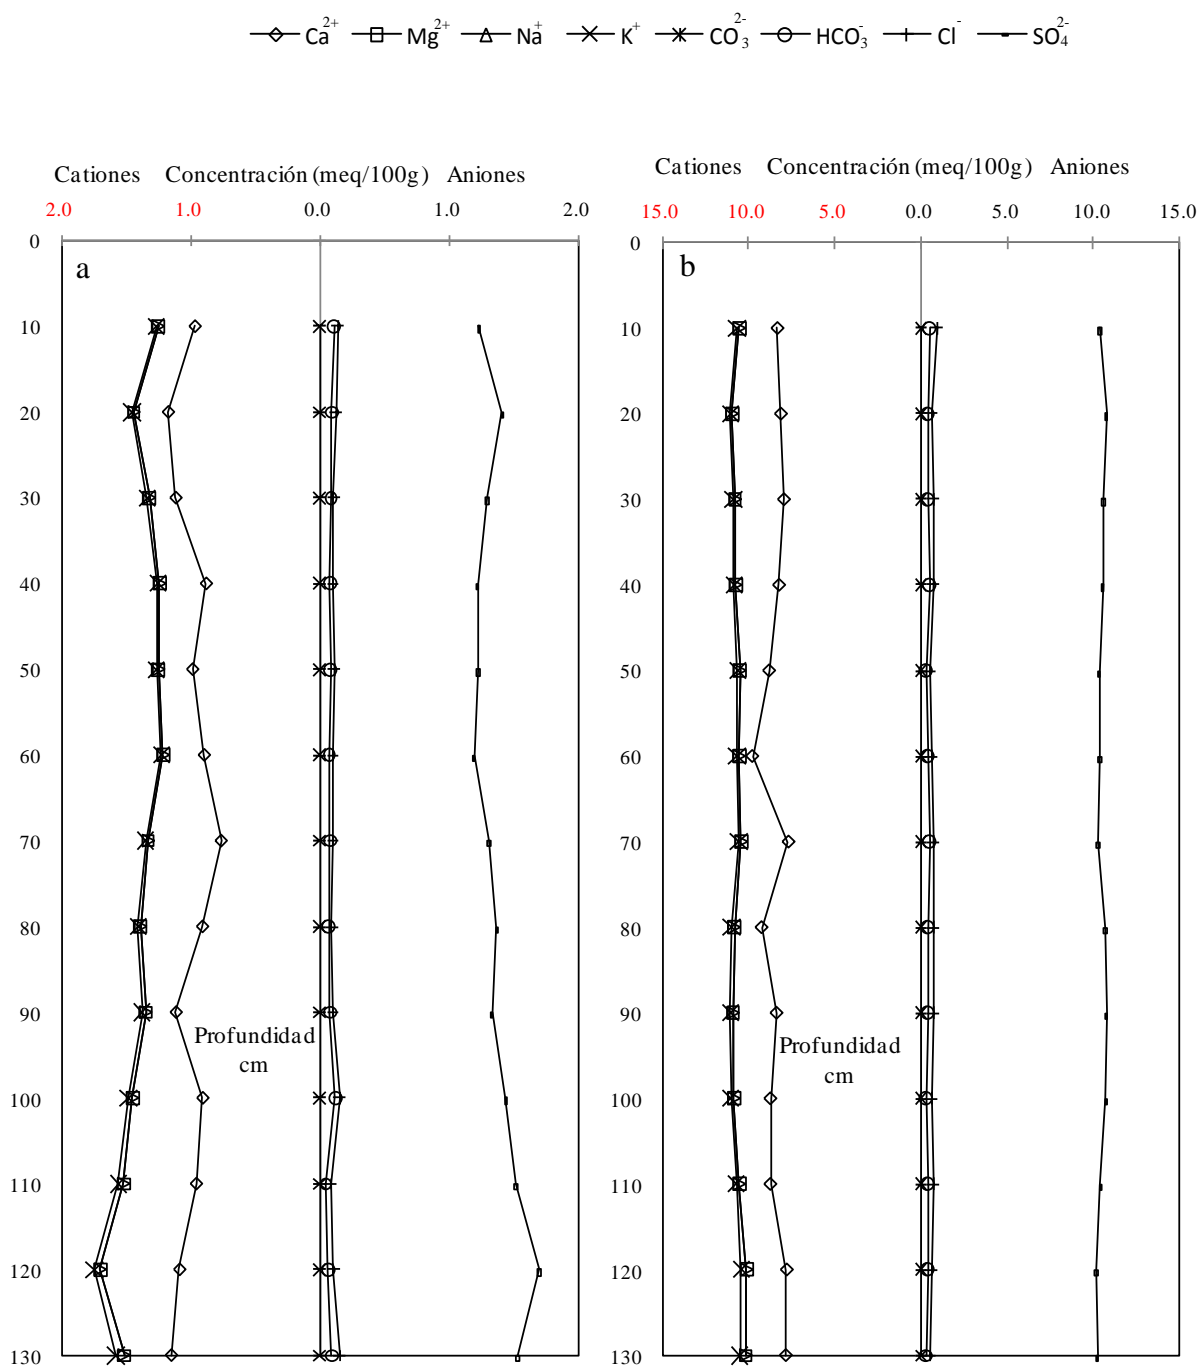 Ca2+ Mg2+ Na+ K+ CO32- HCO3- Cl- SO42-
Cationes Concentración (meq/100g) Aniones
2.0 1.0 0.0 1.0 2.0
a
0
10
20
30
40
50
60
70
80
90
100
110
120
130
Profundidad
cm
Cationes Concentración (meq/100g) Aniones
15.0 10.0 5.0 0.0 5.0 10.0 15.0
b
0
10
20
30
40
50
60
70
80
90
100
110
120
130
Profundidad
cm